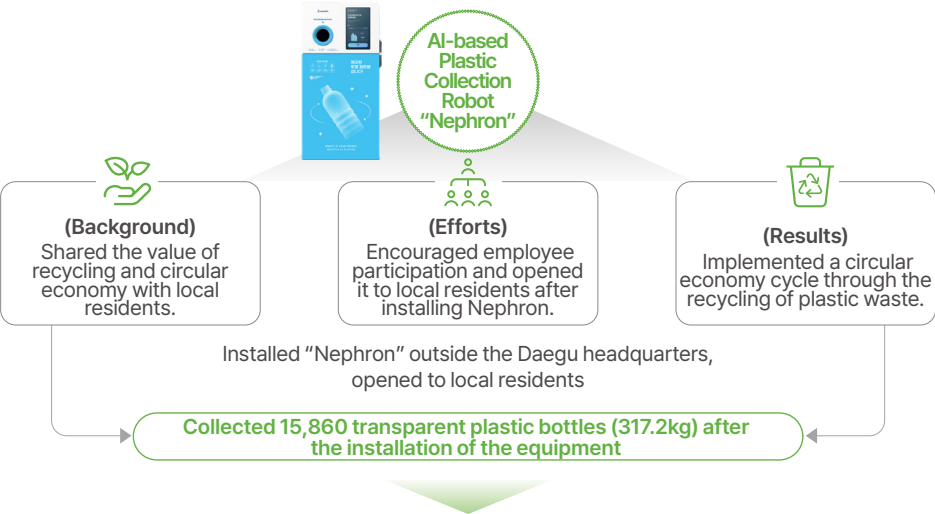 AI-based
Plastic
Collection
Robot
“Nephron”
(Background)
Shared the value of
recycling and circular
economy with local
residents.
(Efforts)
Encouraged employee
participation and opened
it to local residents after
installing Nephron.
(Results)
Implemented a circular
economy cycle through the
recycling of plastic waste.
Installed “Nephron” outside the Daegu headquarters,
opened to local residents
Collected 15,860 transparent plastic bottles (317.2kg) after
the installation of the equipment